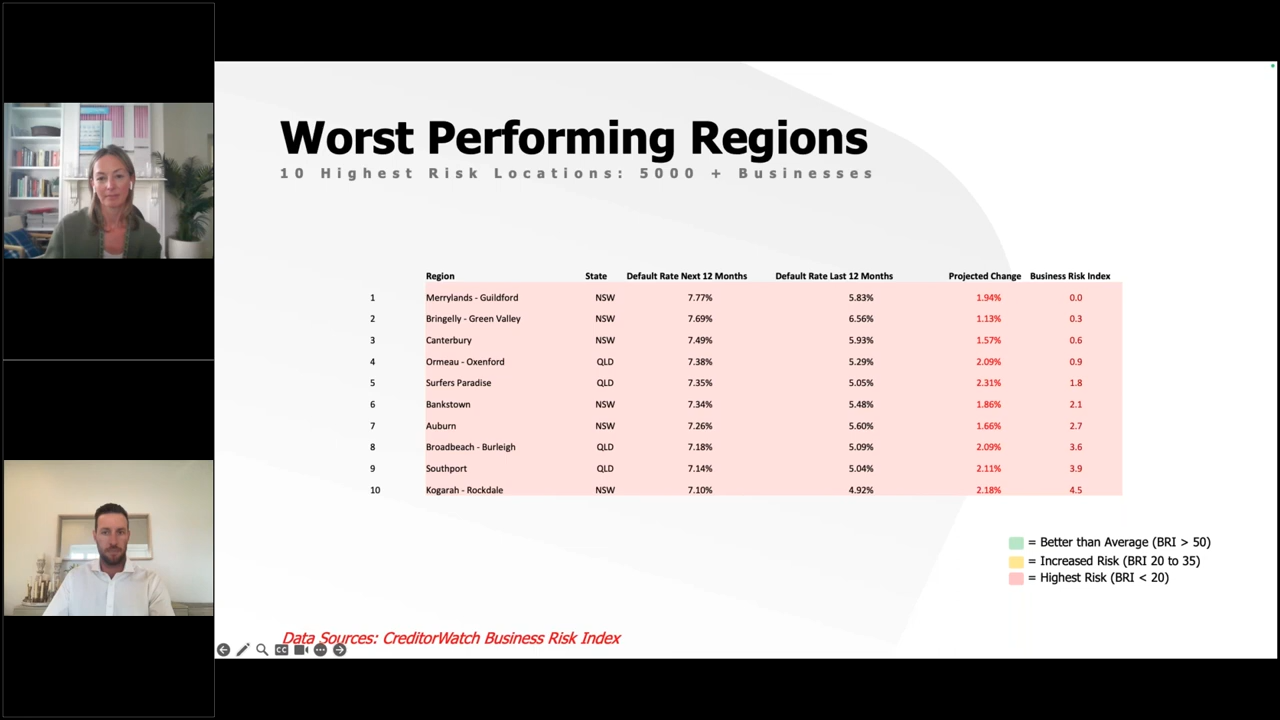 Worst Performing Regions
10 Highest Risk Locations: 5000 + Businesses
Region State Default Rate Next 12 Months Default Rate Last 12 Months Projected Change Business Risk Index
1 Merrylands - Guildford NSW 7.77% 5.83% 1.94% 0.0
2 Bringelly - Green Valley NSW 7.69% 6.56% 1.13% 0.3
3 Canterbury NSW 7.49% 5.93% 1.57% 0.6
4 Ormeau - Oxenford QLD 7.38% 5.29% 2.09% 0.9
5 Surfers Paradise QLD 7.35% 5.05% 2.31% 1.8
6 Bankstown NSW 7.34% 5.48% 1.86% 2.1
7 Auburn NSW 7.26% 5.60% 1.66% 2.7
8 Broadbeach - Burleigh QLD 7.18% 5.09% 2.09% 3.6
9 Southport QLD 7.14% 5.04% 2.11% 3.9
10 Kogarah - Rockdale NSW 7.10% 4.92% 2.18% 4.5
= Better than Average (BRI > 50)
= Increased Risk (BRI 20 to 35)
= Highest Risk (BRI < 20)
Data Sources: CreditorWatch Business Risk Index
CC